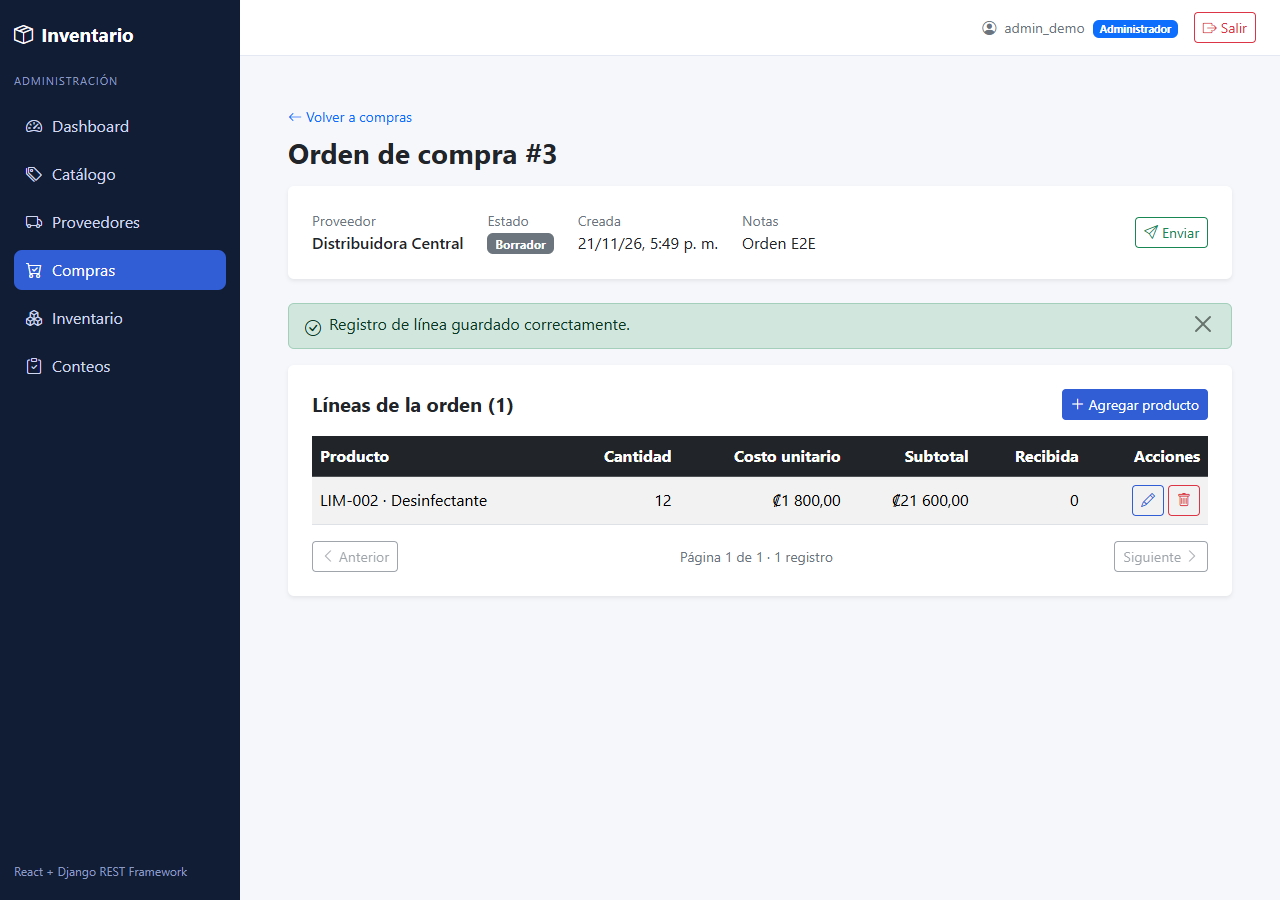 Inventario
ADMINISTRACIÓN
Dashboard
Catálogo
Proveedores
Compras
Inventario
Conteos
React + Django REST Framework
admin_demo Administrador Salir
← Volver a compras
Orden de compra #3
Proveedor Estado Creada Notas
Distribuidora Central Borrador 21/11/26, 5:49 p. m. Orden E2E
Enviar
Registro de línea guardado correctamente.
Líneas de la orden (1)
+ Agregar producto
Producto Cantidad Costo unitario Subtotal Recibida Acciones
LIM-002 · Desinfectante 12 ₡1 800,00 ₡21 600,00 0
Anterior Página 1 de 1 · 1 registro Siguiente